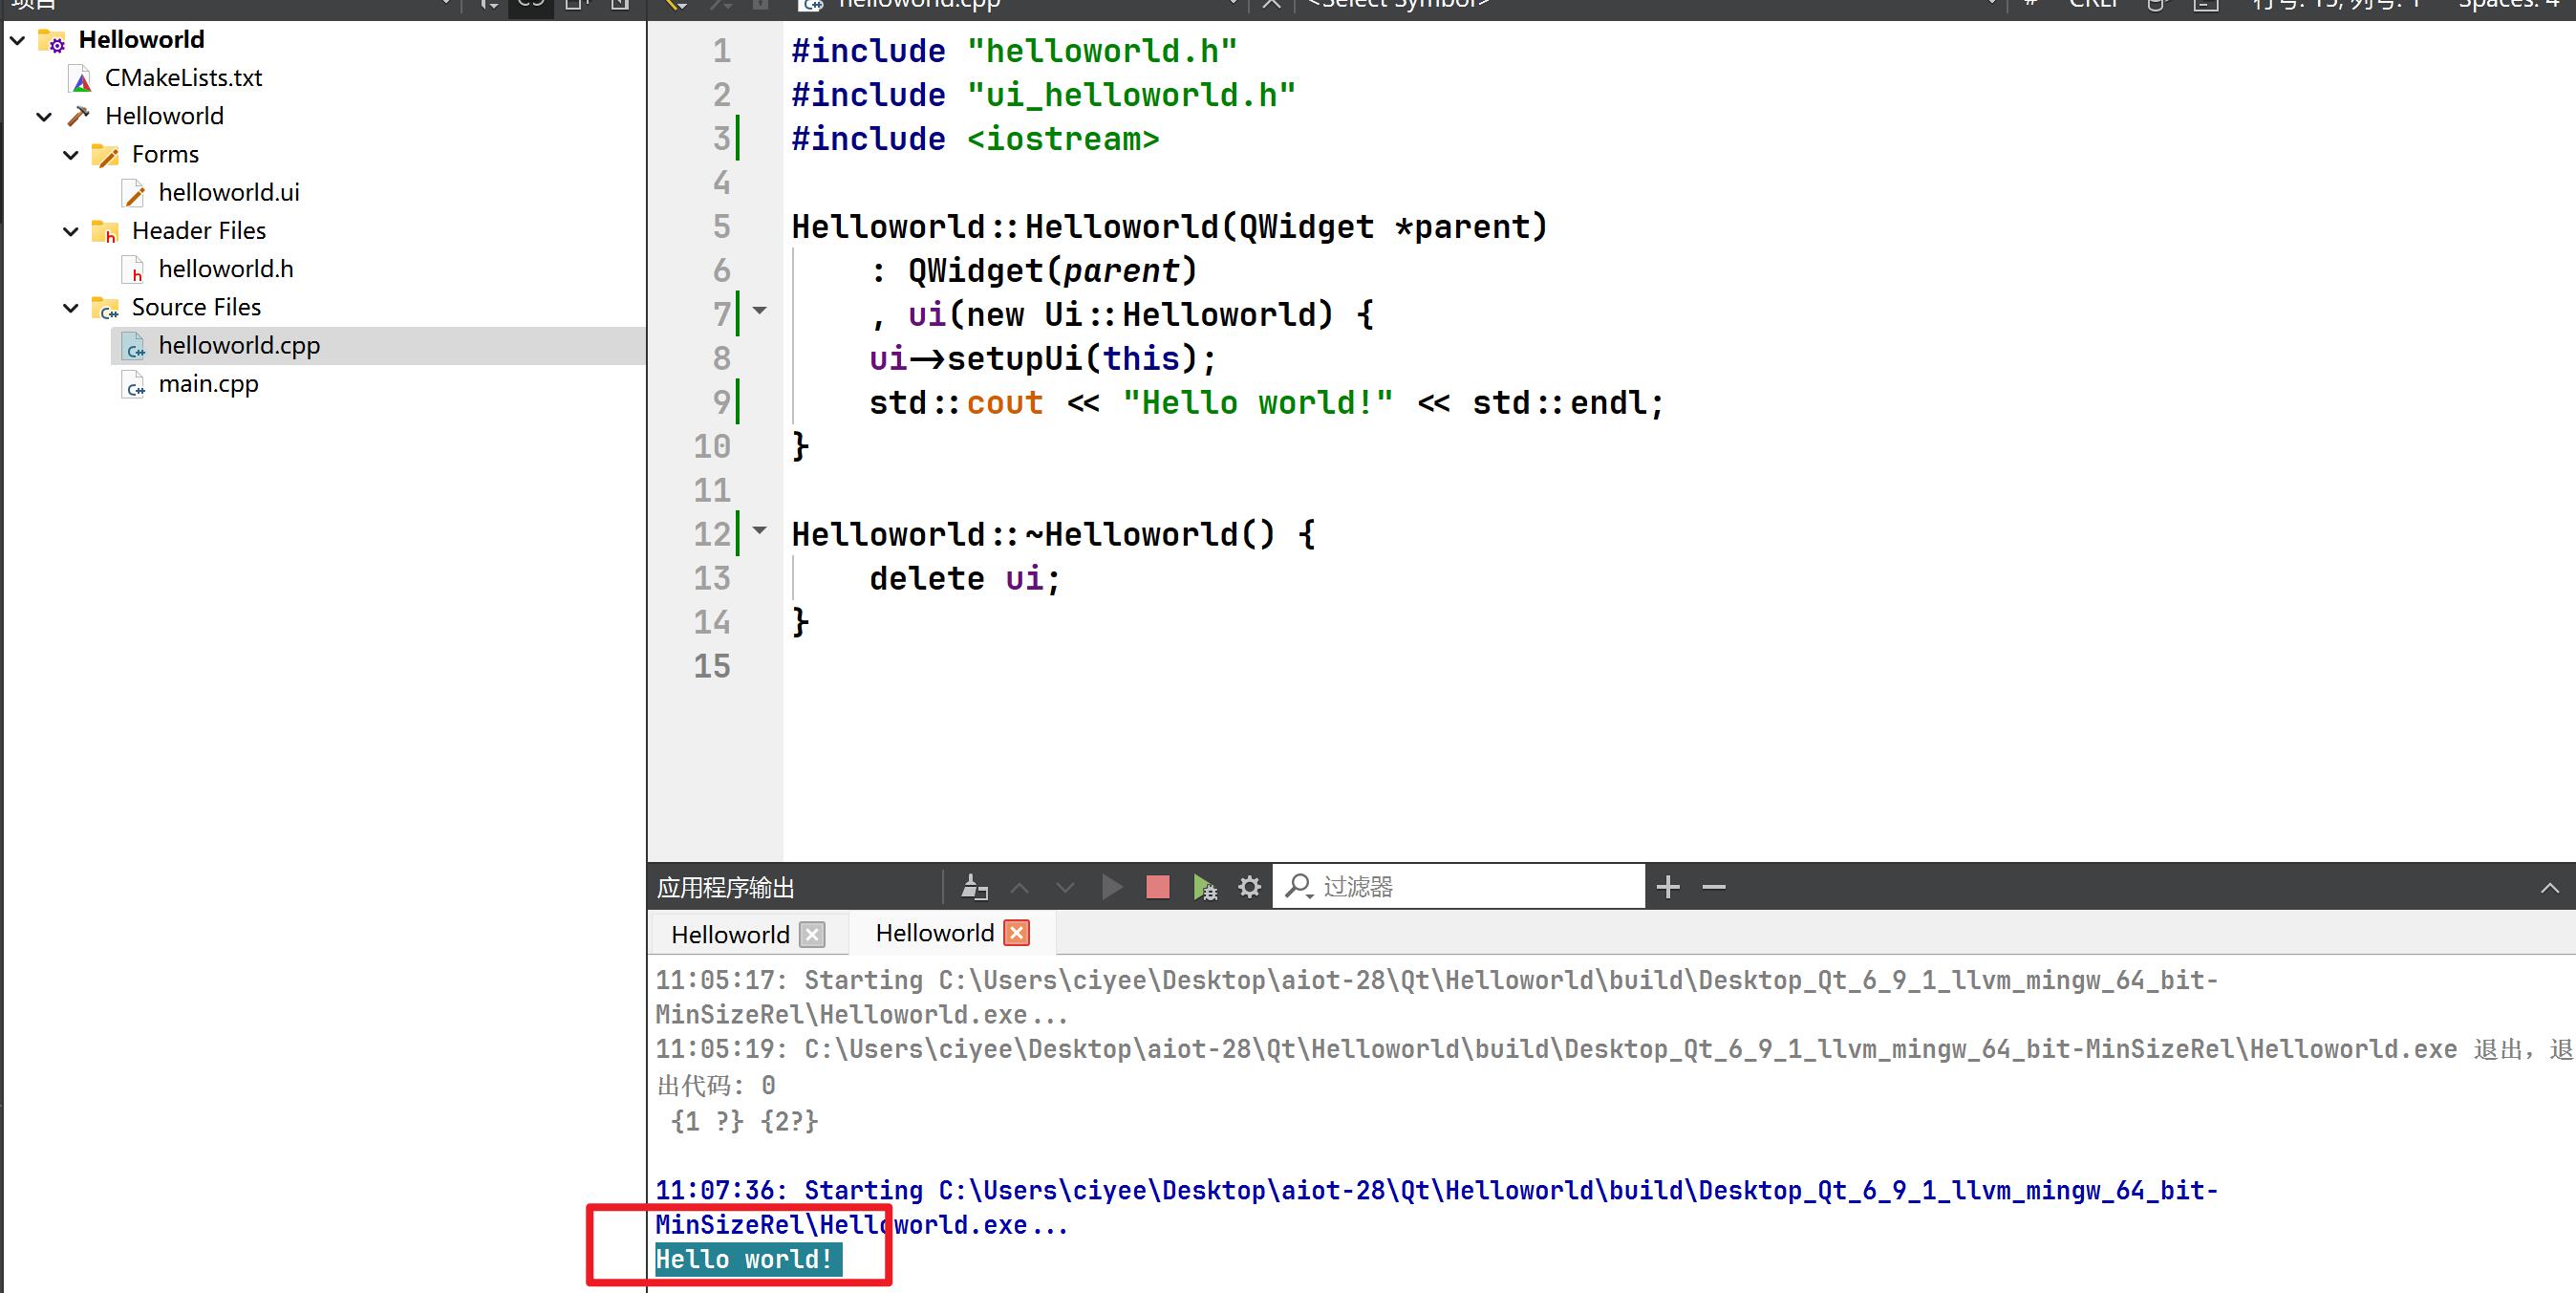 项目
helloworld.cpp
<Select Symbol>
#
CRLF
行号: 15, 列号: 1
Spaces: 4
Helloworld
CMakeLists.txt
Helloworld
Forms
helloworld.ui
Header Files
helloworld.h
Source Files
helloworld.cpp
main.cpp
1 #include "helloworld.h"
2 #include "ui_helloworld.h"
3 #include <iostream>
4
5 Helloworld::Helloworld(QWidget *parent)
6 : QWidget(parent)
7 , ui(new Ui::Helloworld) {
8 ui->setupUi(this);
9 std::cout << "Hello world!" << std::endl;
10 }
11
12 Helloworld::~Helloworld() {
13 delete ui;
14 }
15
应用程序输出
过滤器
Helloworld
Helloworld
11:05:17: Starting C:\Users\ciyee\Desktop\aiot-28\Qt\Helloworld\build\Desktop_Qt_6_9_1_llvm_mingw_64_bit-
MinSizeRel\Helloworld.exe...
11:05:19: C:\Users\ciyee\Desktop\aiot-28\Qt\Helloworld\build\Desktop_Qt_6_9_1_llvm_mingw_64_bit-MinSizeRel\Helloworld.exe 退出，退
出代码: 0
{1 ?} {2?}
11:07:36: Starting C:\Users\ciyee\Desktop\aiot-28\Qt\Helloworld\build\Desktop_Qt_6_9_1_llvm_mingw_64_bit-
MinSizeRel\Helloworld.exe...
Hello world!